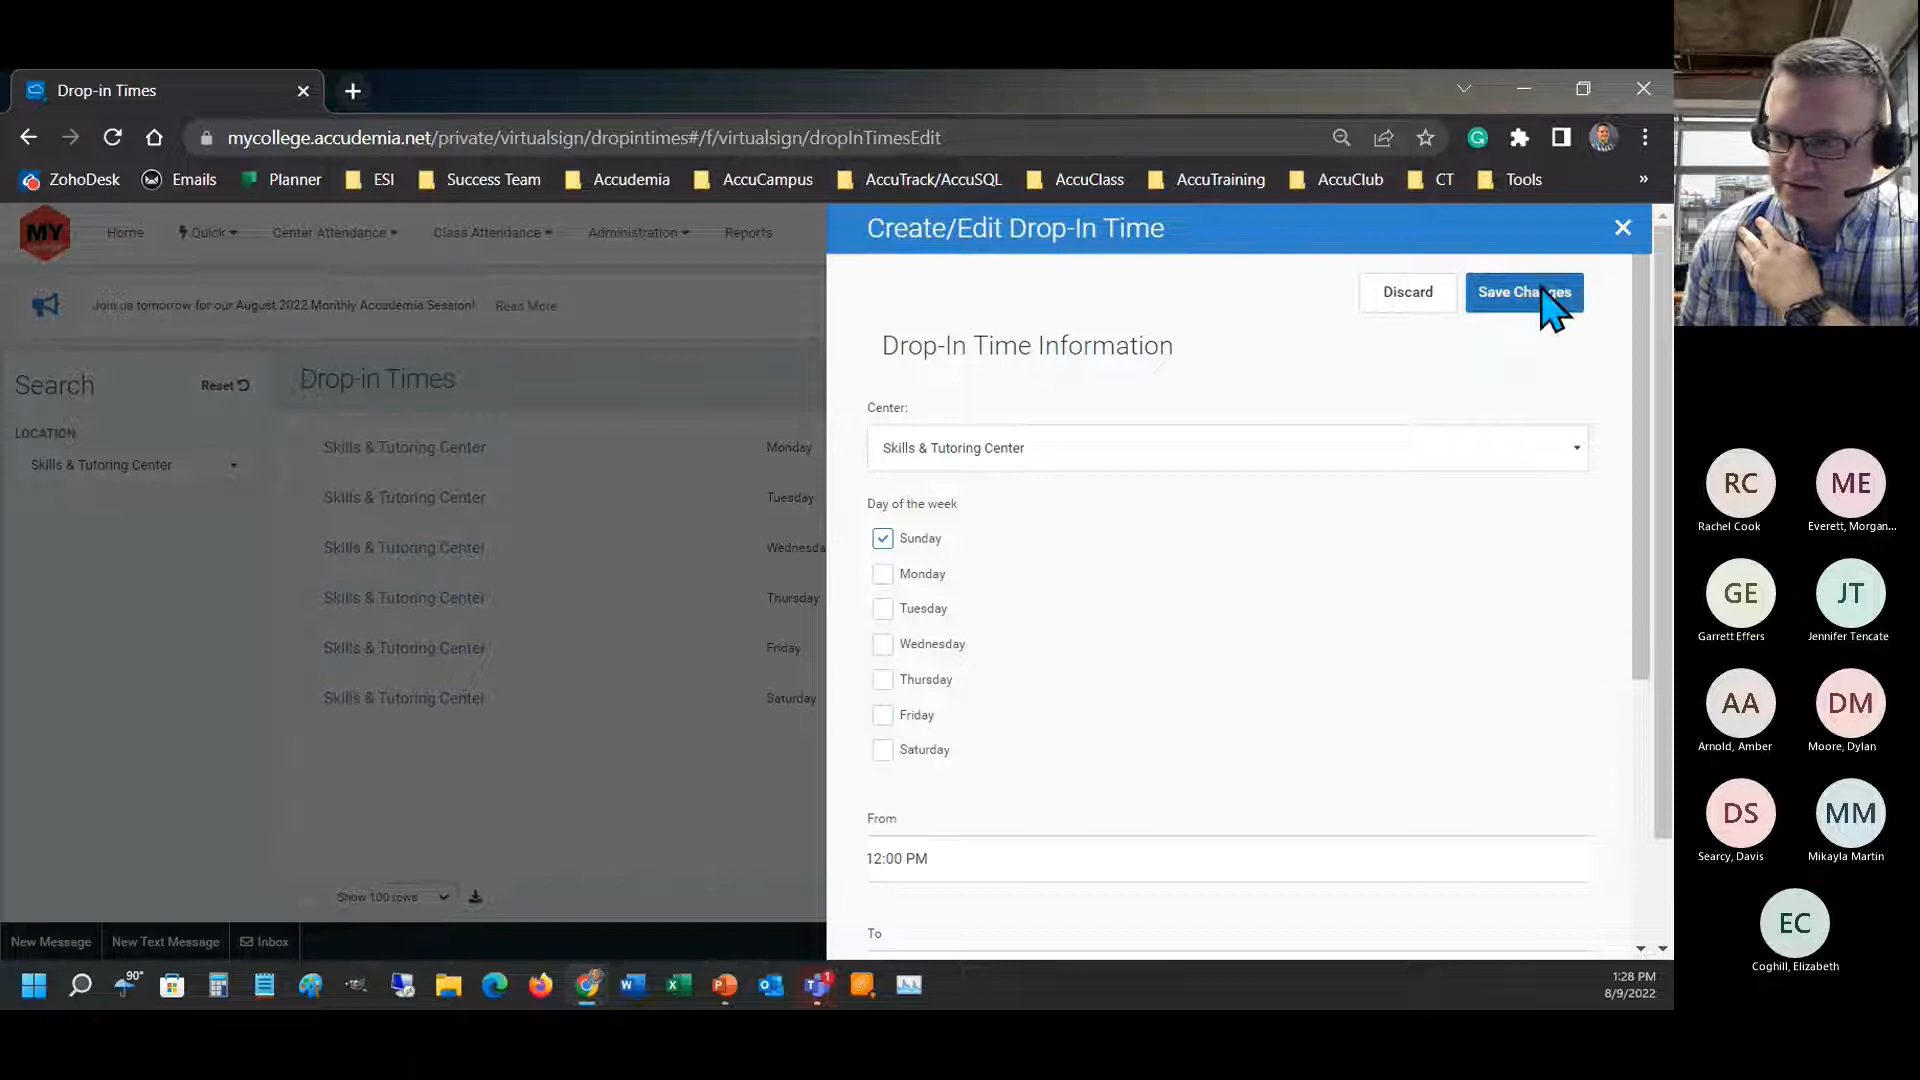 Drop-in Times
mycollege.accudemia.net/private/virtualsign/dropintimes#/f/virtualsign/dropInTimesEdit
ZohoDesk Emails Planner ESI Success Team Accudemia AccuCampus AccuTrack/AccuSQL AccuClass AccuTraining AccuClub CT Tools »
MY Home Quick Center Attendance Class Attendance Administration Reports
Join us tomorrow for our August 2022 Monthly Accudemia Session! Read More
Search Reset
LOCATION
Skills & Tutoring Center
Drop-in Times
Skills & Tutoring Center Monday
Skills & Tutoring Center Tuesday
Skills & Tutoring Center Wednesda
Skills & Tutoring Center Thursday
Skills & Tutoring Center Friday
Skills & Tutoring Center Saturday
Show 100 rows
New Message New Text Message Inbox
Create/Edit Drop-In Time
Discard Save Changes
Drop-In Time Information
Center:
Skills & Tutoring Center
Day of the week
Sunday
Monday
Tuesday
Wednesday
Thursday
Friday
Saturday
From
12:00 PM
To
90°
1
1:28 PM
8/9/2022
RC ME
Rachel Cook Everett, Morgan...
GE JT
Garrett Effers Jennifer Tencate
AA DM
Arnold, Amber Moore, Dylan
DS MM
Searcy, Davis Mikayla Martin
EC
Coghill, Elizabeth